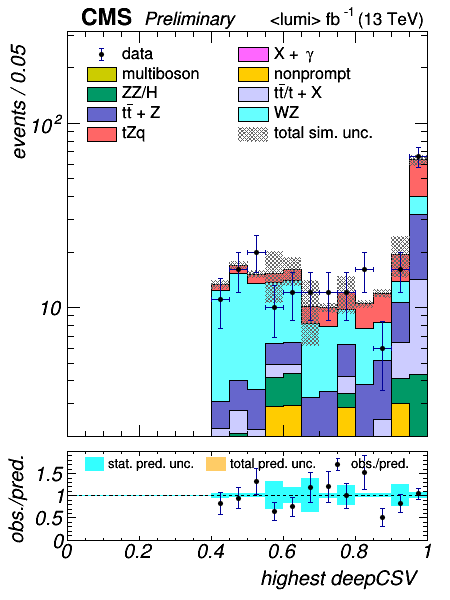 CMS Preliminary <lumi> fb⁻¹ (13 TeV)
events / 0.05
data
multiboson
ZZ/H
tt̄ + Z
tZq
X + γ
nonprompt
tt̄/t + X
WZ
total sim. unc.
10²
10
obs./pred.
stat. pred. unc. total pred. unc. obs./pred.
1.5
1
0.5
0
0 0.2 0.4 0.6 0.8 1
highest deepCSV